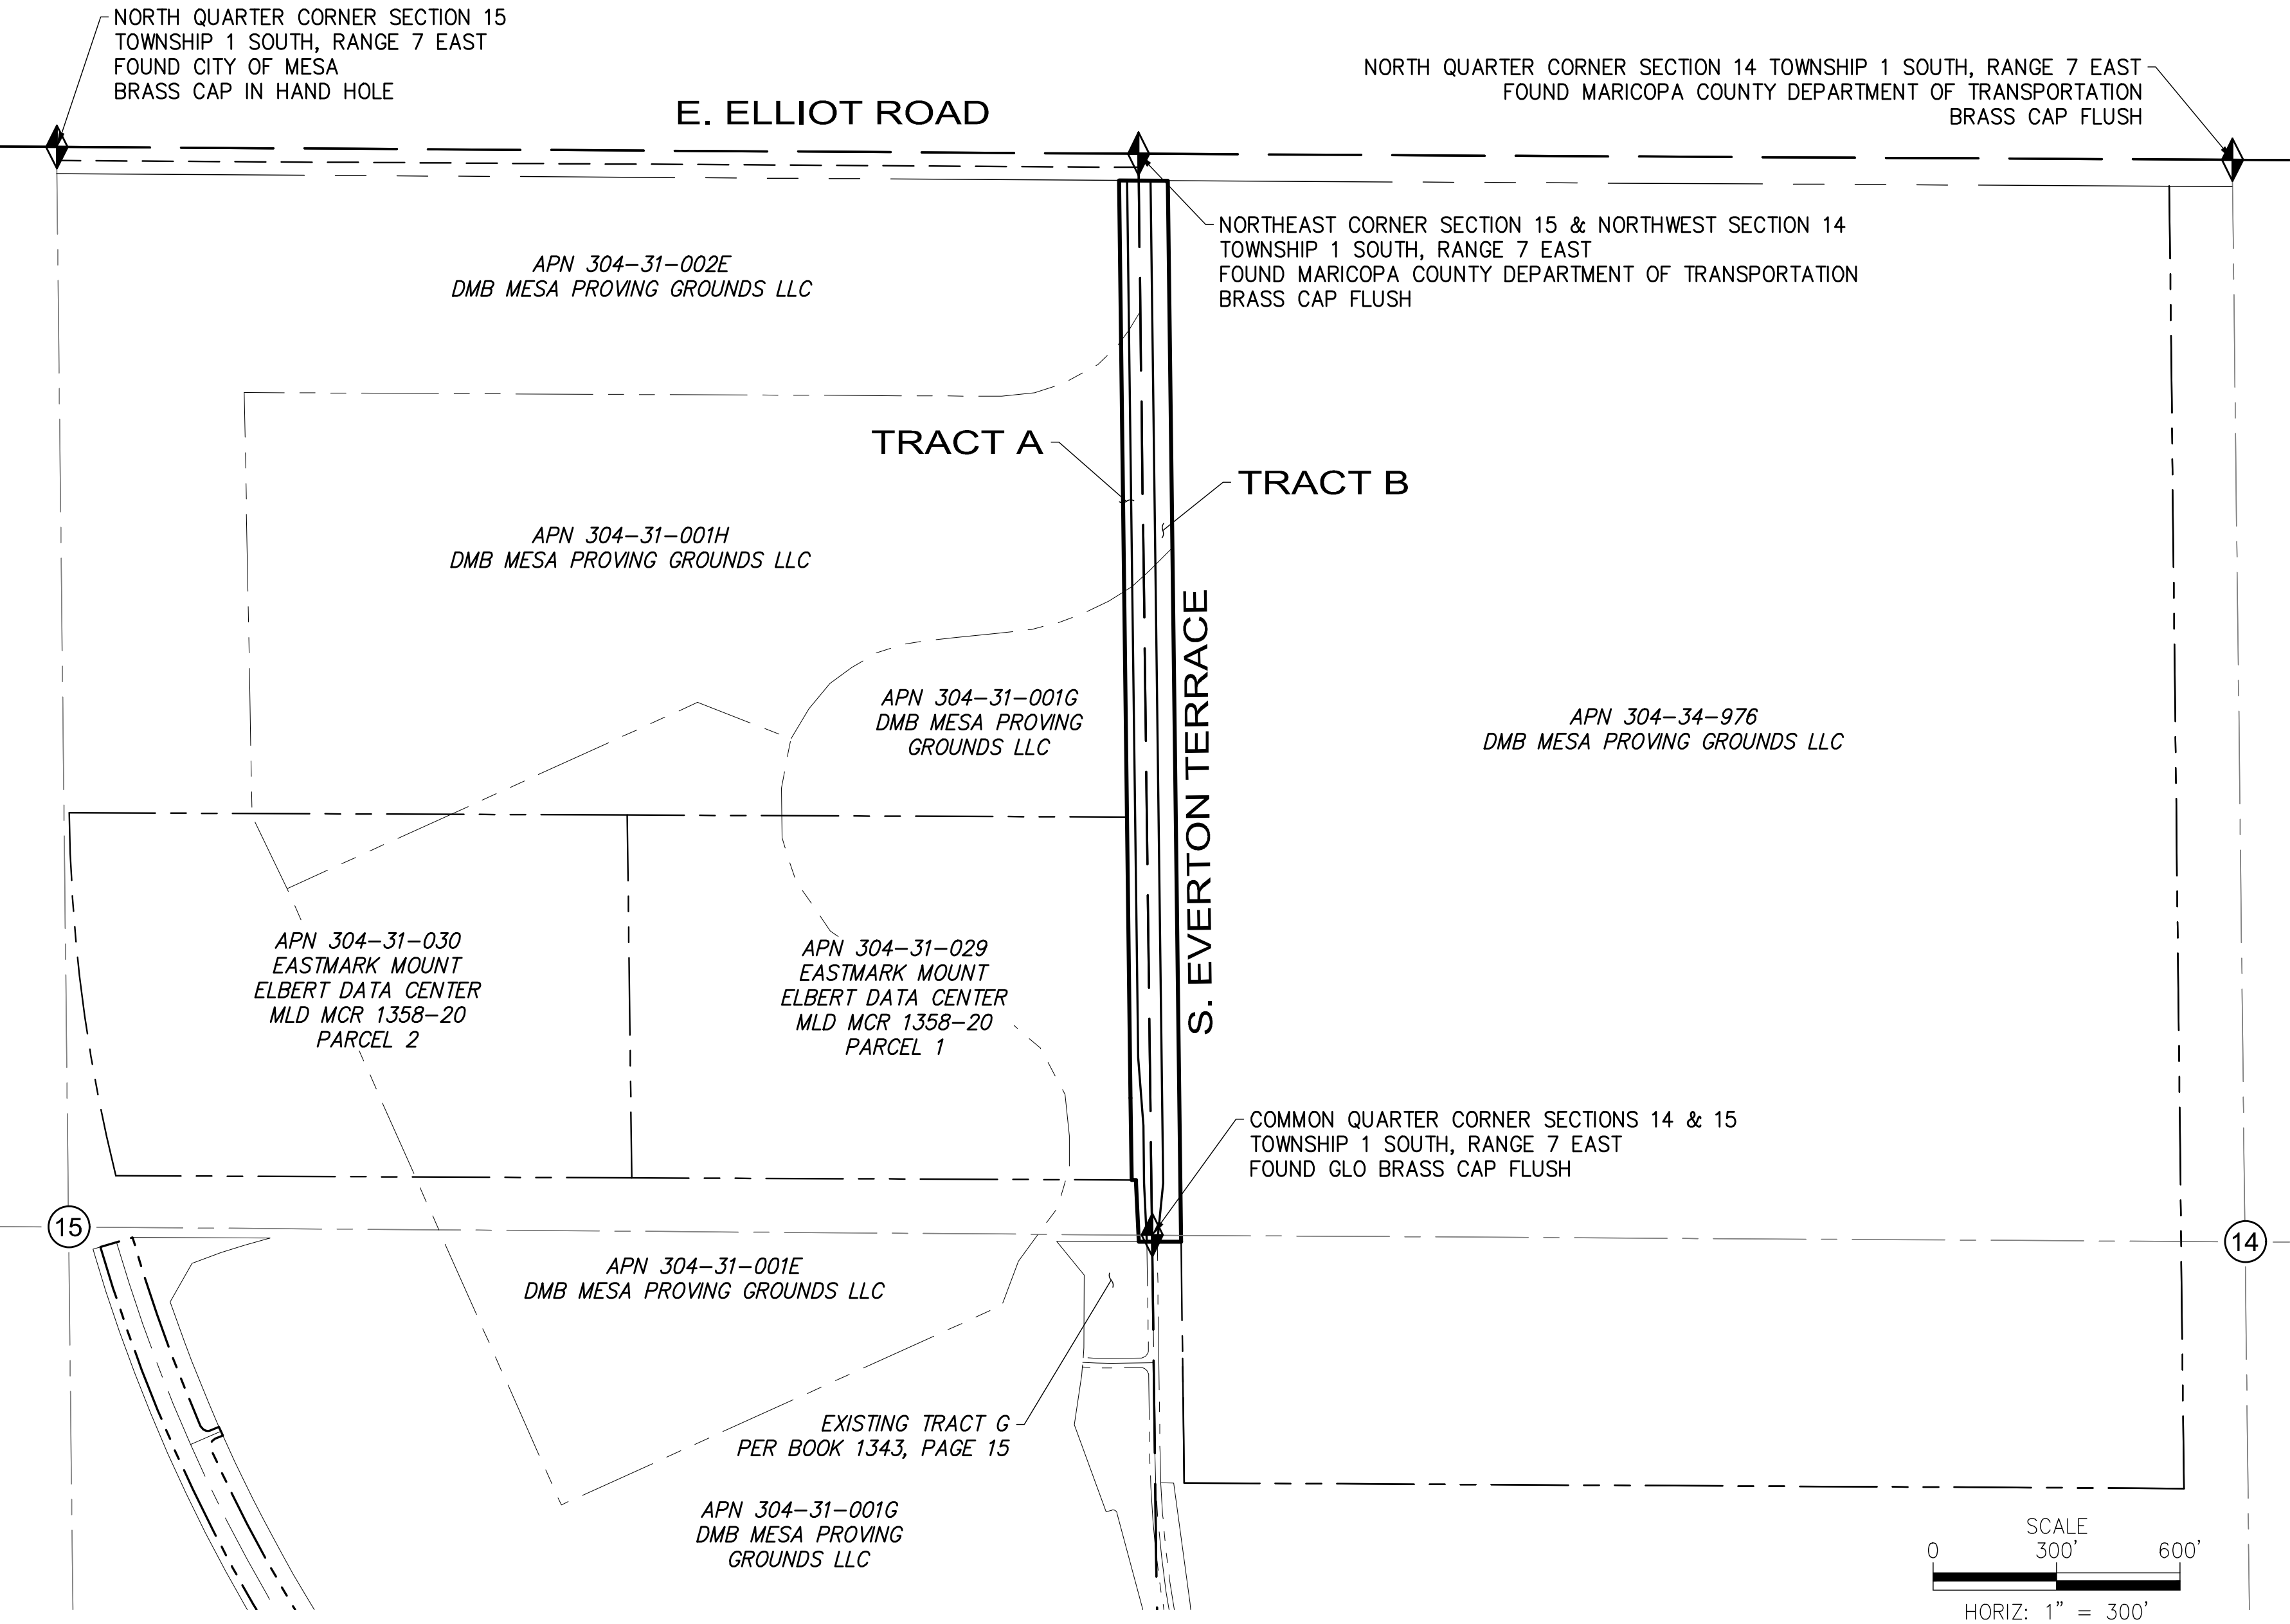 NORTH QUARTER CORNER SECTION 15
TOWNSHIP 1 SOUTH, RANGE 7 EAST
FOUND CITY OF MESA
BRASS CAP IN HAND HOLE
E. ELLIOT ROAD
NORTH QUARTER CORNER SECTION 14 TOWNSHIP 1 SOUTH, RANGE 7 EAST
FOUND MARICOPA COUNTY DEPARTMENT OF TRANSPORTATION
BRASS CAP FLUSH
NORTHEAST CORNER SECTION 15 & NORTHWEST SECTION 14
TOWNSHIP 1 SOUTH, RANGE 7 EAST
FOUND MARICOPA COUNTY DEPARTMENT OF TRANSPORTATION
BRASS CAP FLUSH
APN 304-31-002E
DMB MESA PROVING GROUNDS LLC
TRACT A
TRACT B
APN 304-31-001H
DMB MESA PROVING GROUNDS LLC
S. EVERTON TERRACE
APN 304-31-001G
DMB MESA PROVING
GROUNDS LLC
APN 304-34-976
DMB MESA PROVING GROUNDS LLC
APN 304-31-030
EASTMARK MOUNT
ELBERT DATA CENTER
MLD MCR 1358-20
PARCEL 2
APN 304-31-029
EASTMARK MOUNT
ELBERT DATA CENTER
MLD MCR 1358-20
PARCEL 1
COMMON QUARTER CORNER SECTIONS 14 & 15
TOWNSHIP 1 SOUTH, RANGE 7 EAST
FOUND GLO BRASS CAP FLUSH
15
14
APN 304-31-001E
DMB MESA PROVING GROUNDS LLC
EXISTING TRACT G
PER BOOK 1343, PAGE 15
APN 304-31-001G
DMB MESA PROVING
GROUNDS LLC
SCALE
0 300' 600'
HORIZ: 1" = 300'